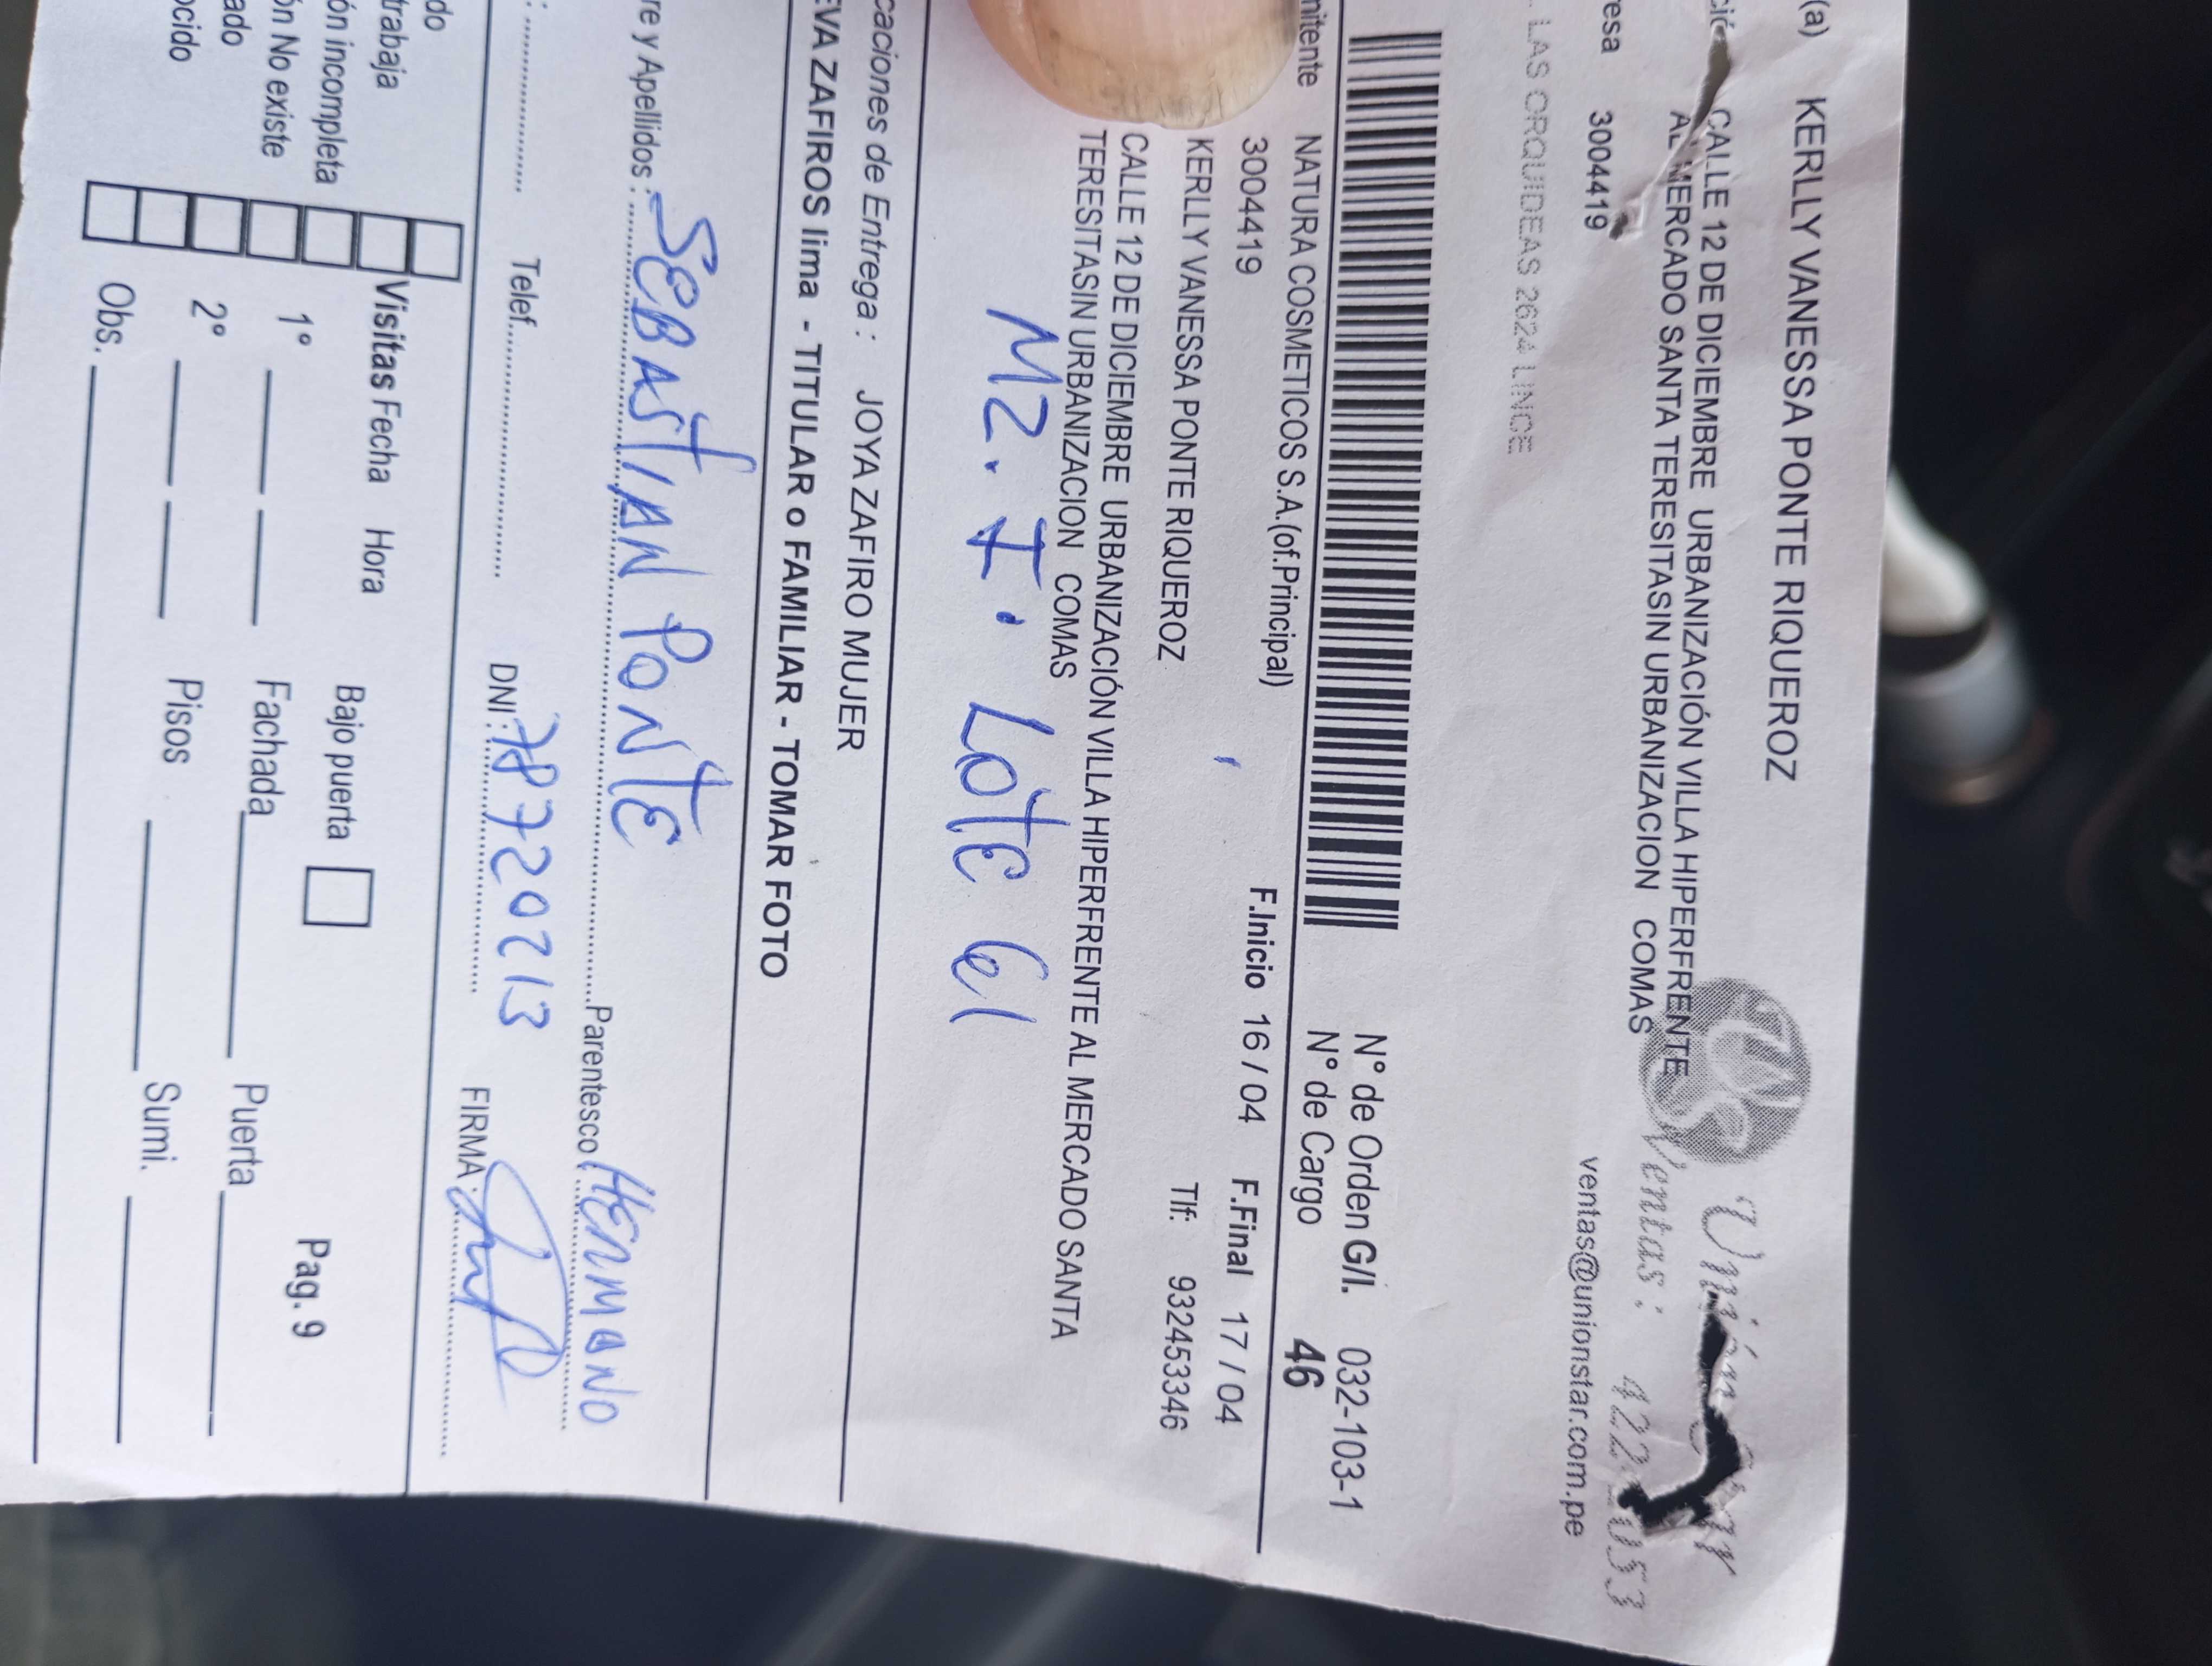 (a) KERLLY VANESSA PONTE RIQUEROZ
CALLE 12 DE DICIEMBRE URBANIZACIÓN VILLA HIPERFRENTE
AL MERCADO SANTA TERESITASIN URBANIZACION COMAS
esa 3004419
Ventas:
ventas@unionstar.com.pe
LAS ORQUIDEAS 2624 LINCE
N° de Orden G/I. 032-103-1
N° de Cargo 46
nitente NATURA COSMETICOS S.A.(of.Principal)
3004419 F.Inicio 16 / 04 F.Final 17 / 04
KERLLY VANESSA PONTE RIQUEROZ Tlf: 932453346
CALLE 12 DE DICIEMBRE URBANIZACIÓN VILLA HIPERFRENTE AL MERCADO SANTA
TERESITASIN URBANIZACION COMAS
MZ. I. LOTE 61
caciones de Entrega : JOYA ZAFIRO MUJER
EVA ZAFIROS lima - TITULAR o FAMILIAR - TOMAR FOTO
re y Apellidos : SEBASTIAN PONTE Parentesco : HERMANO
: Telef. DNI : 78720213 FIRMA :
do
trabaja Visitas Fecha Hora Bajo puerta Pag. 9
ón incompleta
ón No existe 1° Fachada Puerta
ado 2° Pisos Sumi.
ocido Obs.